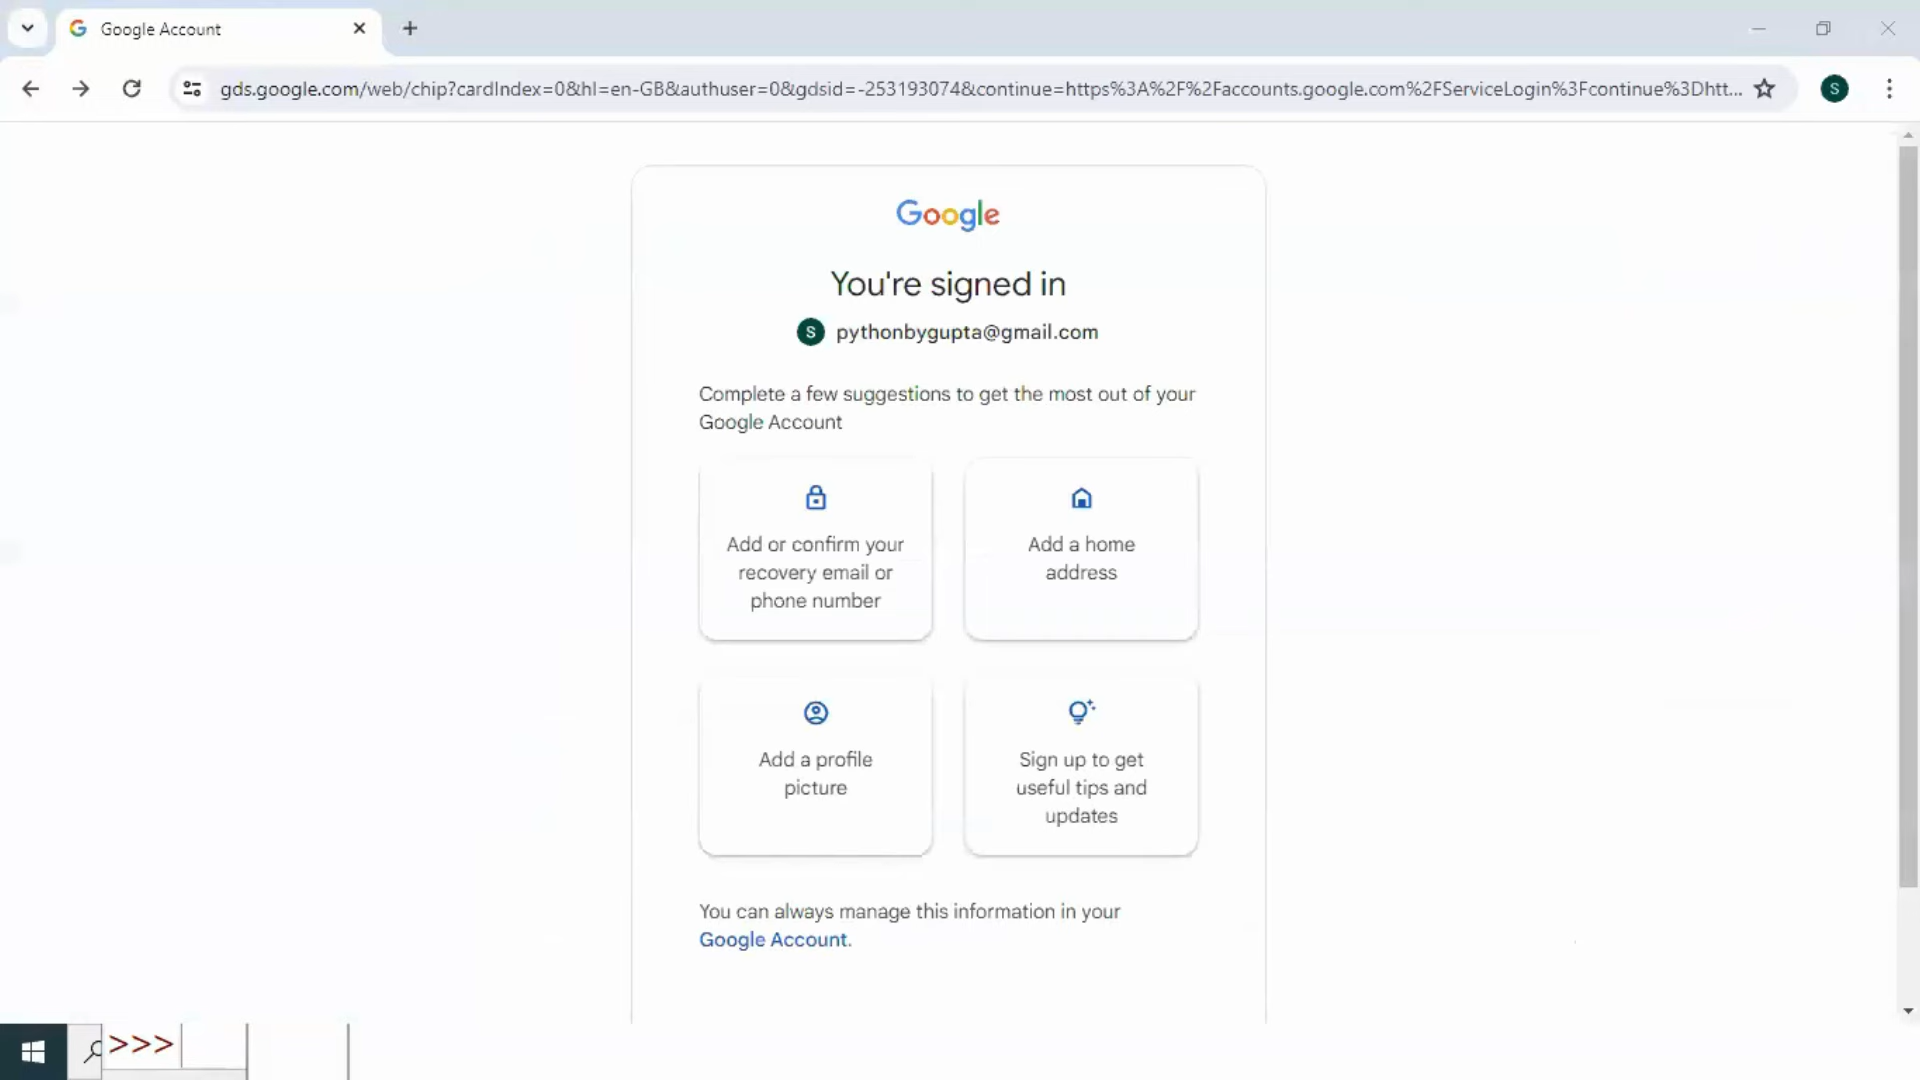 Google Account
gds.google.com/web/chip?cardIndex=0&hl=en-GB&authuser=0&gdsid=-253193074&continue=https%3A%2F%2Faccounts.google.com%2FServiceLogin%3Fcontinue%3Dhtt...
S
Google
You're signed in
S pythonbygupta@gmail.com
Complete a few suggestions to get the most out of your
Google Account
Add or confirm your
recovery email or
phone number
Add a home
address
Add a profile
picture
Sign up to get
useful tips and
updates
You can always manage this information in your
Google Account.
>>>